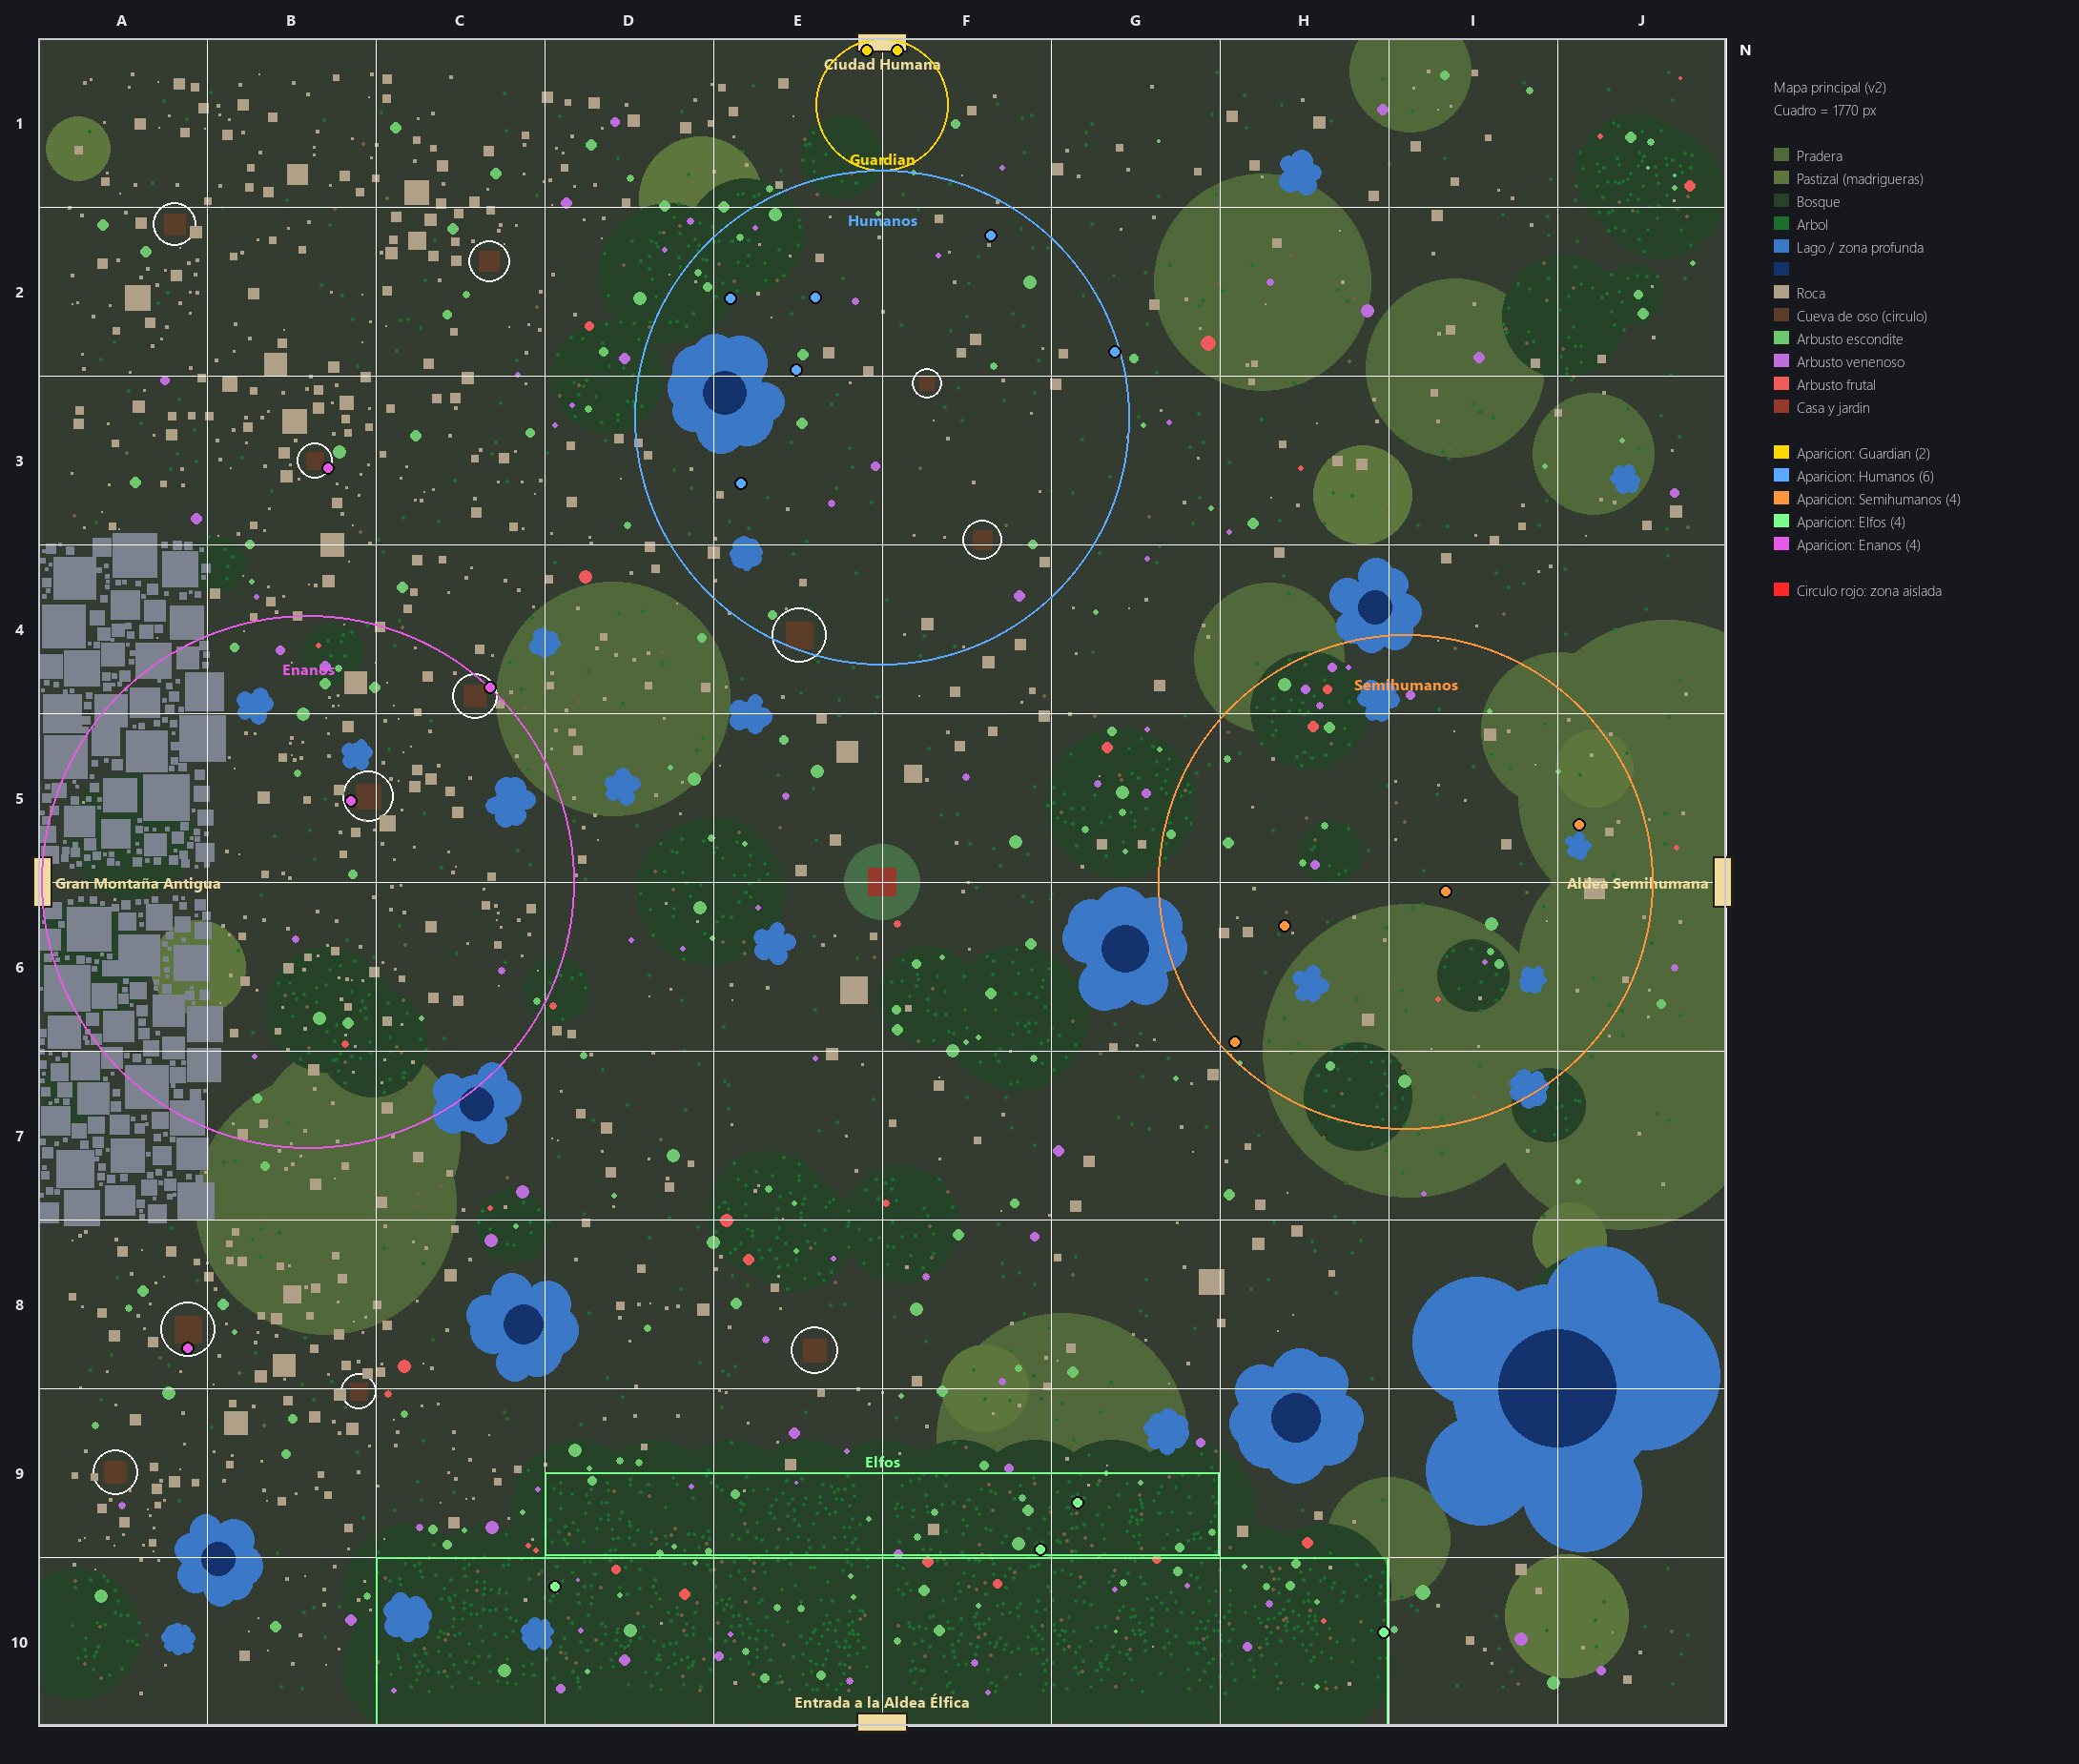 A B C D E F G H I J
N
1
2
3
4
5
6
7
8
9
10
Ciudad Humana
Guardian
Humanos
Enanos
Semihumanos
Gran Montaña Antigua
Aldea Semihumana
Elfos
Entrada a la Aldea Élfica
Mapa principal (v2)
Cuadro = 1770 px
Pradera
Pastizal (madrigueras)
Bosque
Arbol
Lago / zona profunda
Roca
Cueva de oso (circulo)
Arbusto escondite
Arbusto venenoso
Arbusto frutal
Casa y jardin
Aparicion: Guardian (2)
Aparicion: Humanos (6)
Aparicion: Semihumanos (4)
Aparicion: Elfos (4)
Aparicion: Enanos (4)
Circulo rojo: zona aislada